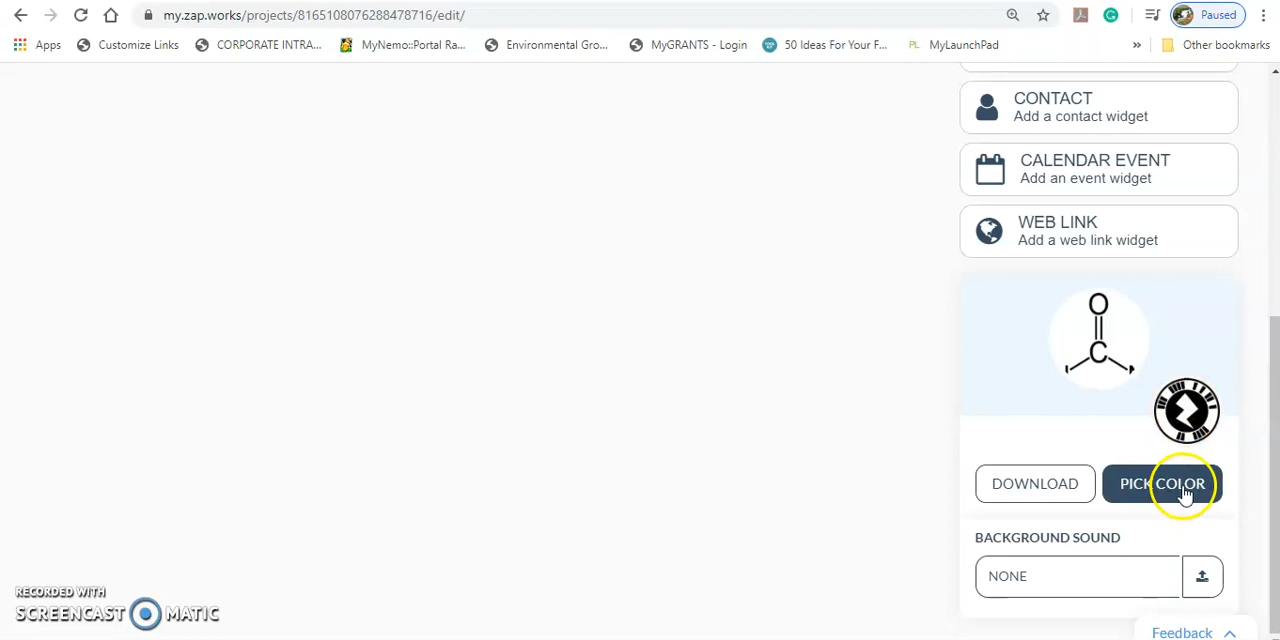 my.zap.works/projects/8165108076288478716/edit/
Paused
Apps
Customize Links
CORPORATE INTRA...
MyNemo::Portal Ra...
Environmental Gro...
MyGRANTS - Login
50 Ideas For Your F...
PL MyLaunchPad
»
Other bookmarks
CONTACT
Add a contact widget
CALENDAR EVENT
Add an event widget
WEB LINK
Add a web link widget
O
C
DOWNLOAD
PICK COLOR
BACKGROUND SOUND
NONE
RECORDED WITH
SCREENCAST MATIC
Feedback